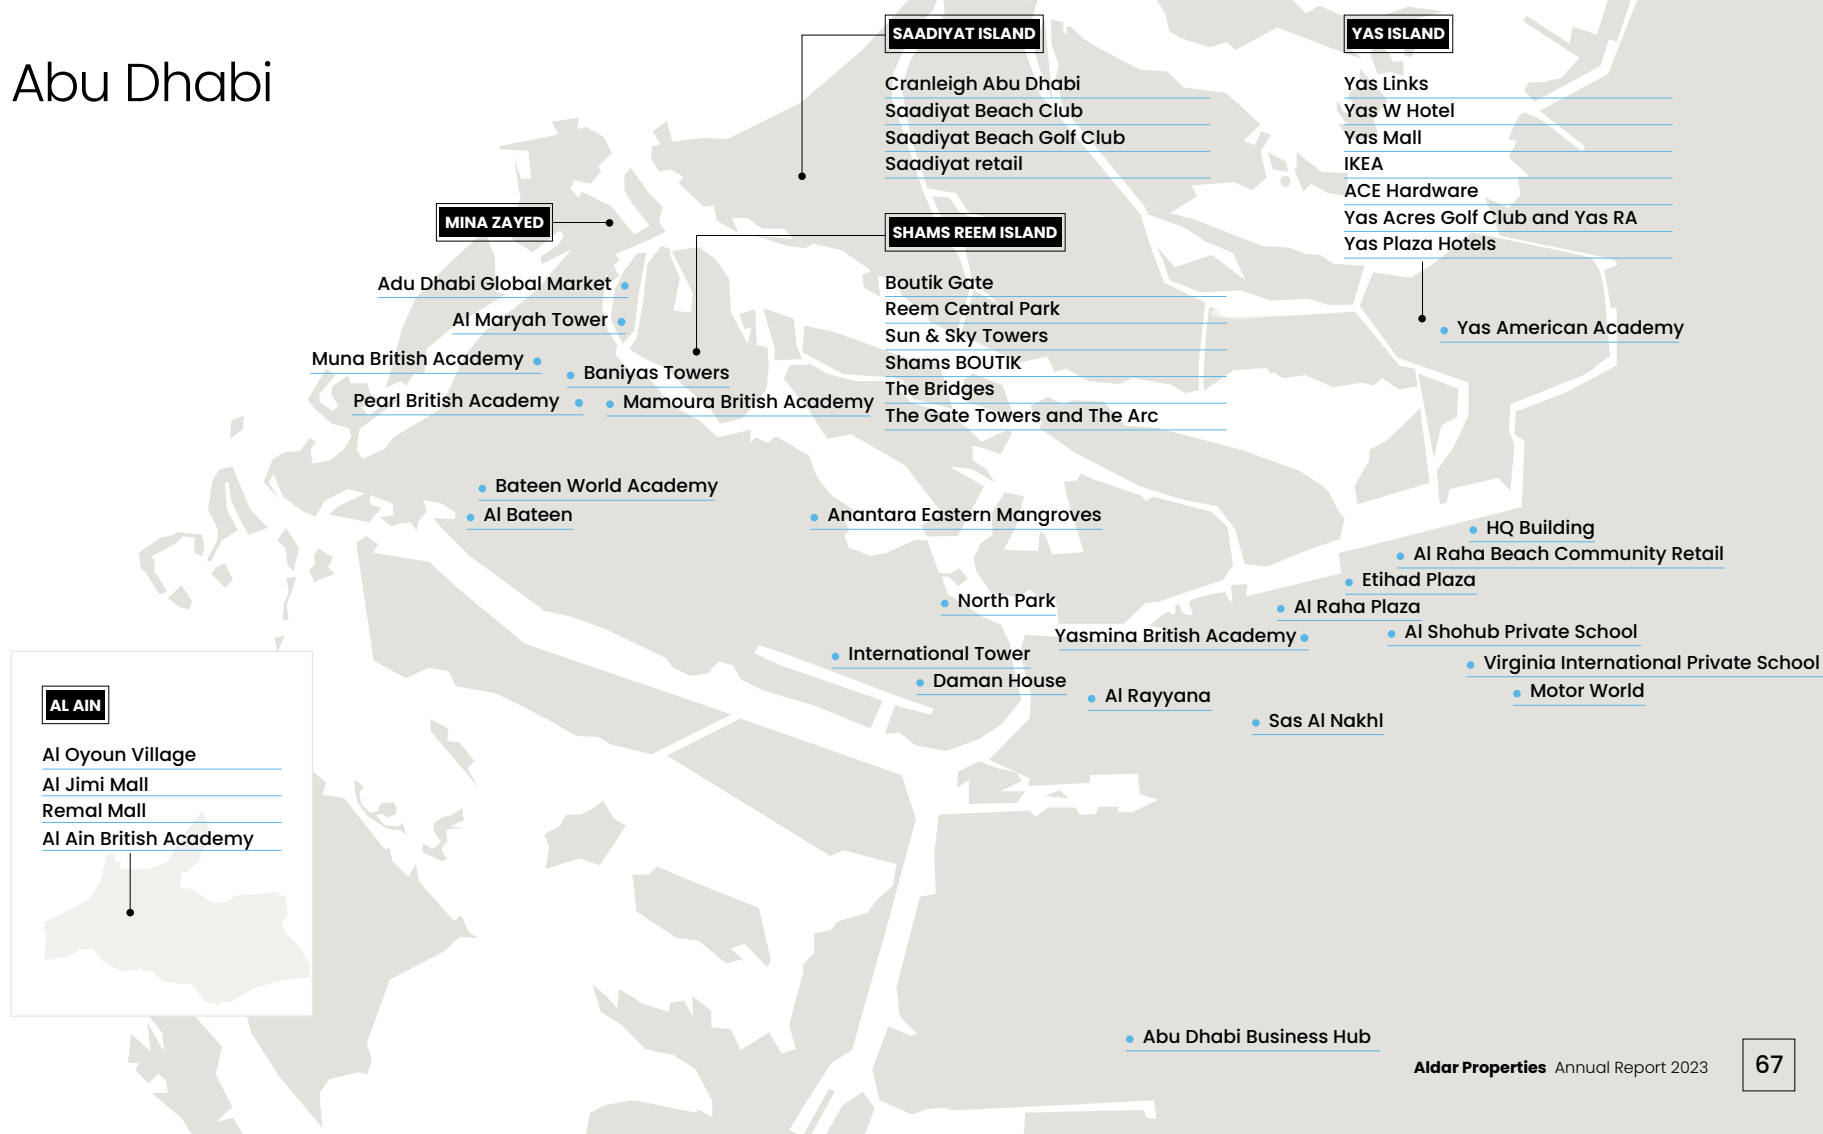 Abu Dhabi
SAADIYAT ISLAND
Cranleigh Abu Dhabi
Saadiyat Beach Club
Saadiyat Beach Golf Club
Saadiyat retail
YAS ISLAND
Yas Links
Yas W Hotel
Yas Mall
IKEA
ACE Hardware
Yas Acres Golf Club and Yas RA
Yas Plaza Hotels
Yas American Academy
MINA ZAYED
SHAMS REEM ISLAND
Boutik Gate
Reem Central Park
Sun & Sky Towers
Shams BOUTIK
The Bridges
The Gate Towers and The Arc
Adu Dhabi Global Market
Al Maryah Tower
Muna British Academy
Baniyas Towers
Pearl British Academy
Mamoura British Academy
Bateen World Academy
Al Bateen
Anantara Eastern Mangroves
HQ Building
Al Raha Beach Community Retail
Etihad Plaza
North Park
Al Raha Plaza
Yasmina British Academy
Al Shohub Private School
International Tower
Virginia International Private School
Daman House
Al Rayyana
Motor World
Sas Al Nakhl
AL AIN
Al Oyoun Village
Al Jimi Mall
Remal Mall
Al Ain British Academy
Abu Dhabi Business Hub
Aldar Properties Annual Report 2023
67